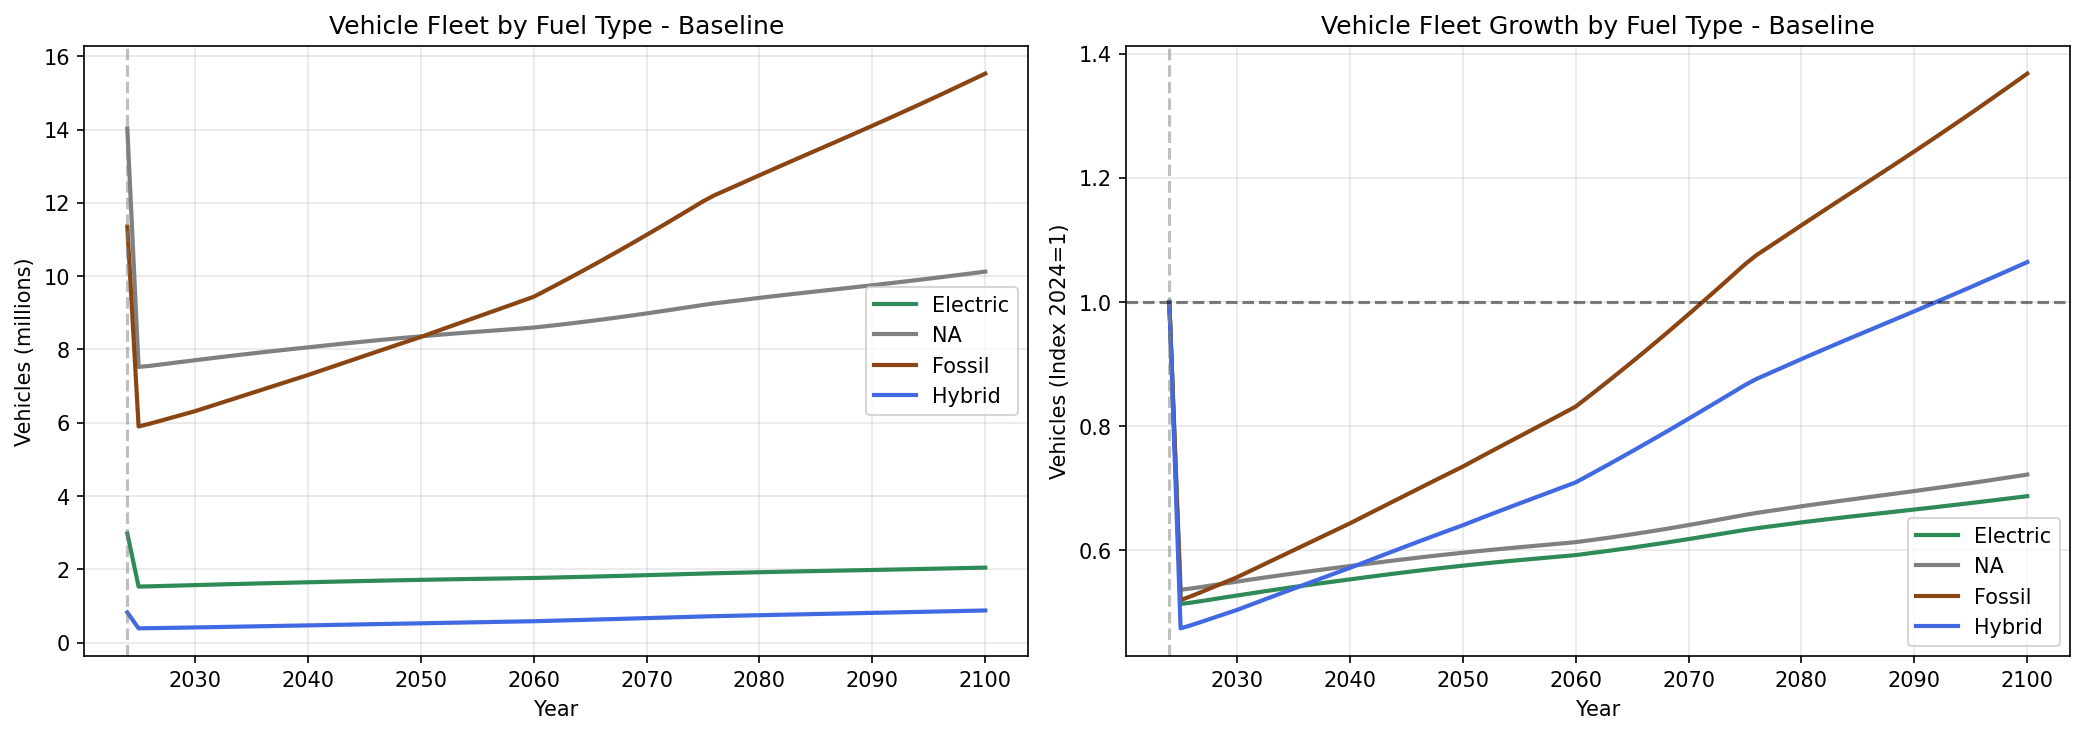 Vehicle Fleet by Fuel Type - Baseline
Vehicles (millions)
16
14
12
10
8
6
4
2
0
Electric
NA
Fossil
Hybrid
2030 2040 2050 2060 2070 2080 2090 2100
Year
Vehicle Fleet Growth by Fuel Type - Baseline
Vehicles (Index 2024=1)
1.4
1.2
1.0
0.8
0.6
Electric
NA
Fossil
Hybrid
2030 2040 2050 2060 2070 2080 2090 2100
Year